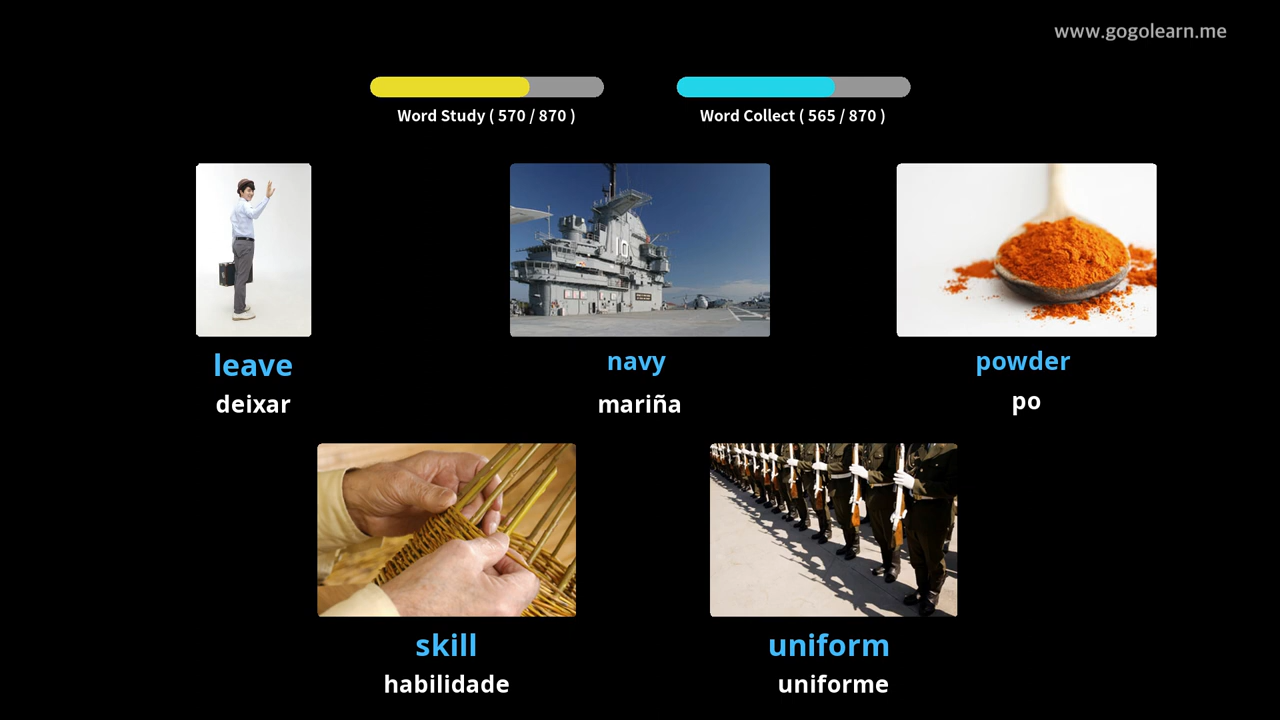 www.gogolearn.me
Word Study ( 570 / 870 )
Word Collect ( 565 / 870 )
leave
deixar
navy
mariña
powder
po
skill
habilidade
uniform
uniforme